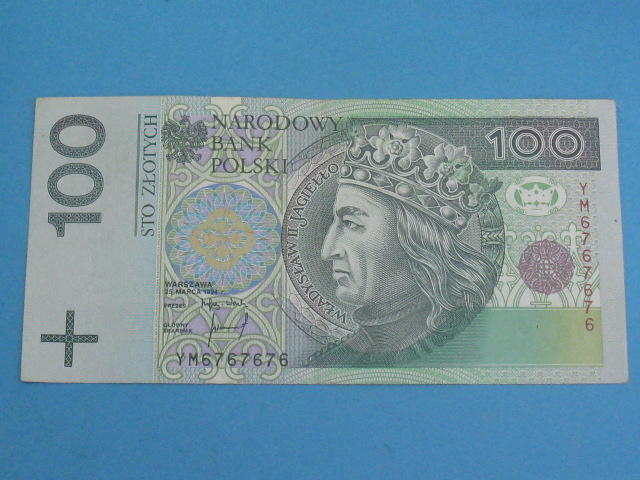 100
STO ZŁOTYCH
NARODOWY
BANK
POLSKI
100
WŁADYSŁAW II JAGIEŁŁO
YM6767676
WARSZAWA
25 MARCA 1994 r.
PREZES
GŁÓWNY
SKARBNIK
YM6767676